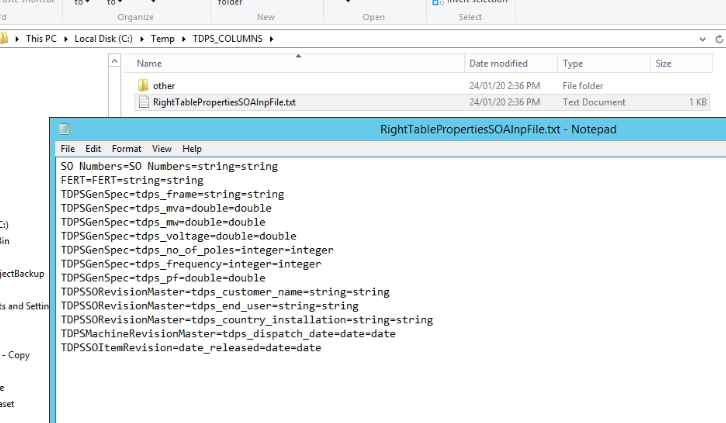 to to folder Invert selection
Organize New Open Select
This PC Local Disk (C:) Temp TDPS_COLUMNS
Name Date modified Type Size
other 24/01/20 2:36 PM File folder
RightTablePropertiesSOAInpFile.txt 24/01/20 2:36 PM Text Document 1 KB
RightTablePropertiesSOAInpFile.txt - Notepad
File Edit Format View Help
SO Numbers=SO Numbers=string=string
FERT=FERT=string=string
TDPSGenSpec=tdps_frame=string=string
TDPSGenSpec=tdps_mva=double=double
TDPSGenSpec=tdps_mw=double=double
TDPSGenSpec=tdps_voltage=double=double
TDPSGenSpec=tdps_no_of_poles=integer=integer
TDPSGenSpec=tdps_frequency=integer=integer
TDPSGenSpec=tdps_pf=double=double
TDPSSORevisionMaster=tdps_customer_name=string=string
TDPSSORevisionMaster=tdps_end_user=string=string
TDPSSORevisionMaster=tdps_country_installation=string=string
TDPSMachineRevisionMaster=tdps_dispatch_date=date=date
TDPSSOItemRevision=date_released=date=date
C:)
Bin
jectBackup
ts and Settin
- Copy
e
aset